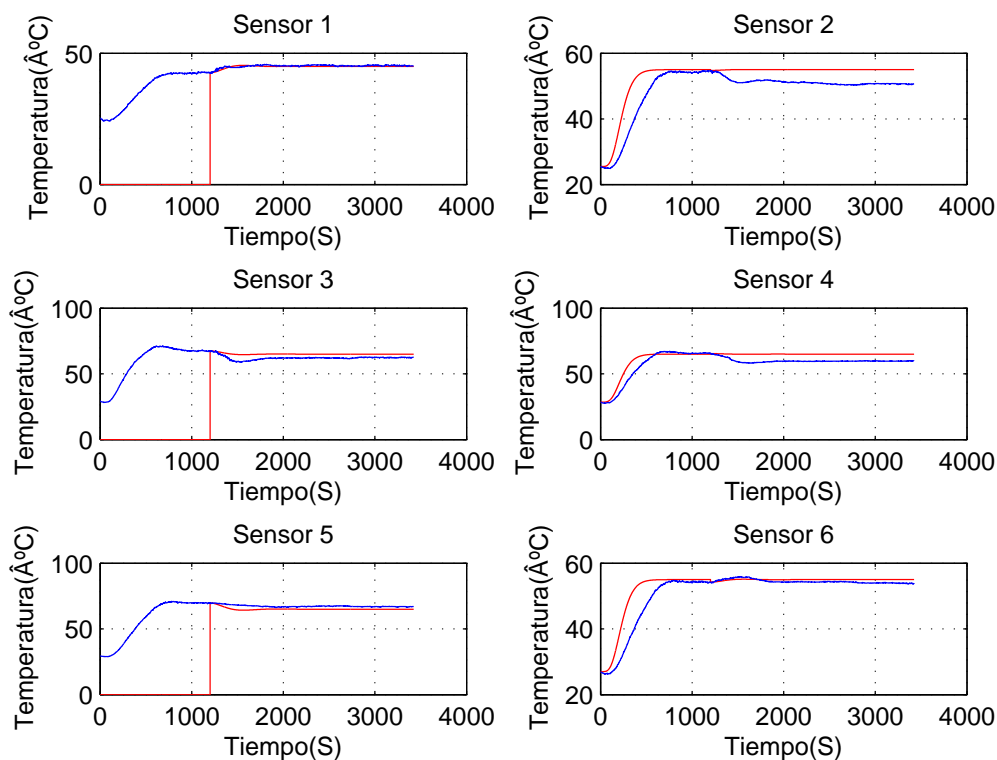 Sensor 1
Temperatura(ÂºC)
50
0
0 1000 2000 3000 4000
Tiempo(S)
Sensor 2
Temperatura(ÂºC)
60
40
20
0 1000 2000 3000 4000
Tiempo(S)
Sensor 3
Temperatura(ÂºC)
100
50
0
0 1000 2000 3000 4000
Tiempo(S)
Sensor 4
Temperatura(ÂºC)
100
50
0
0 1000 2000 3000 4000
Tiempo(S)
Sensor 5
Temperatura(ÂºC)
100
50
0
0 1000 2000 3000 4000
Tiempo(S)
Sensor 6
Temperatura(ÂºC)
60
40
20
0 1000 2000 3000 4000
Tiempo(S)